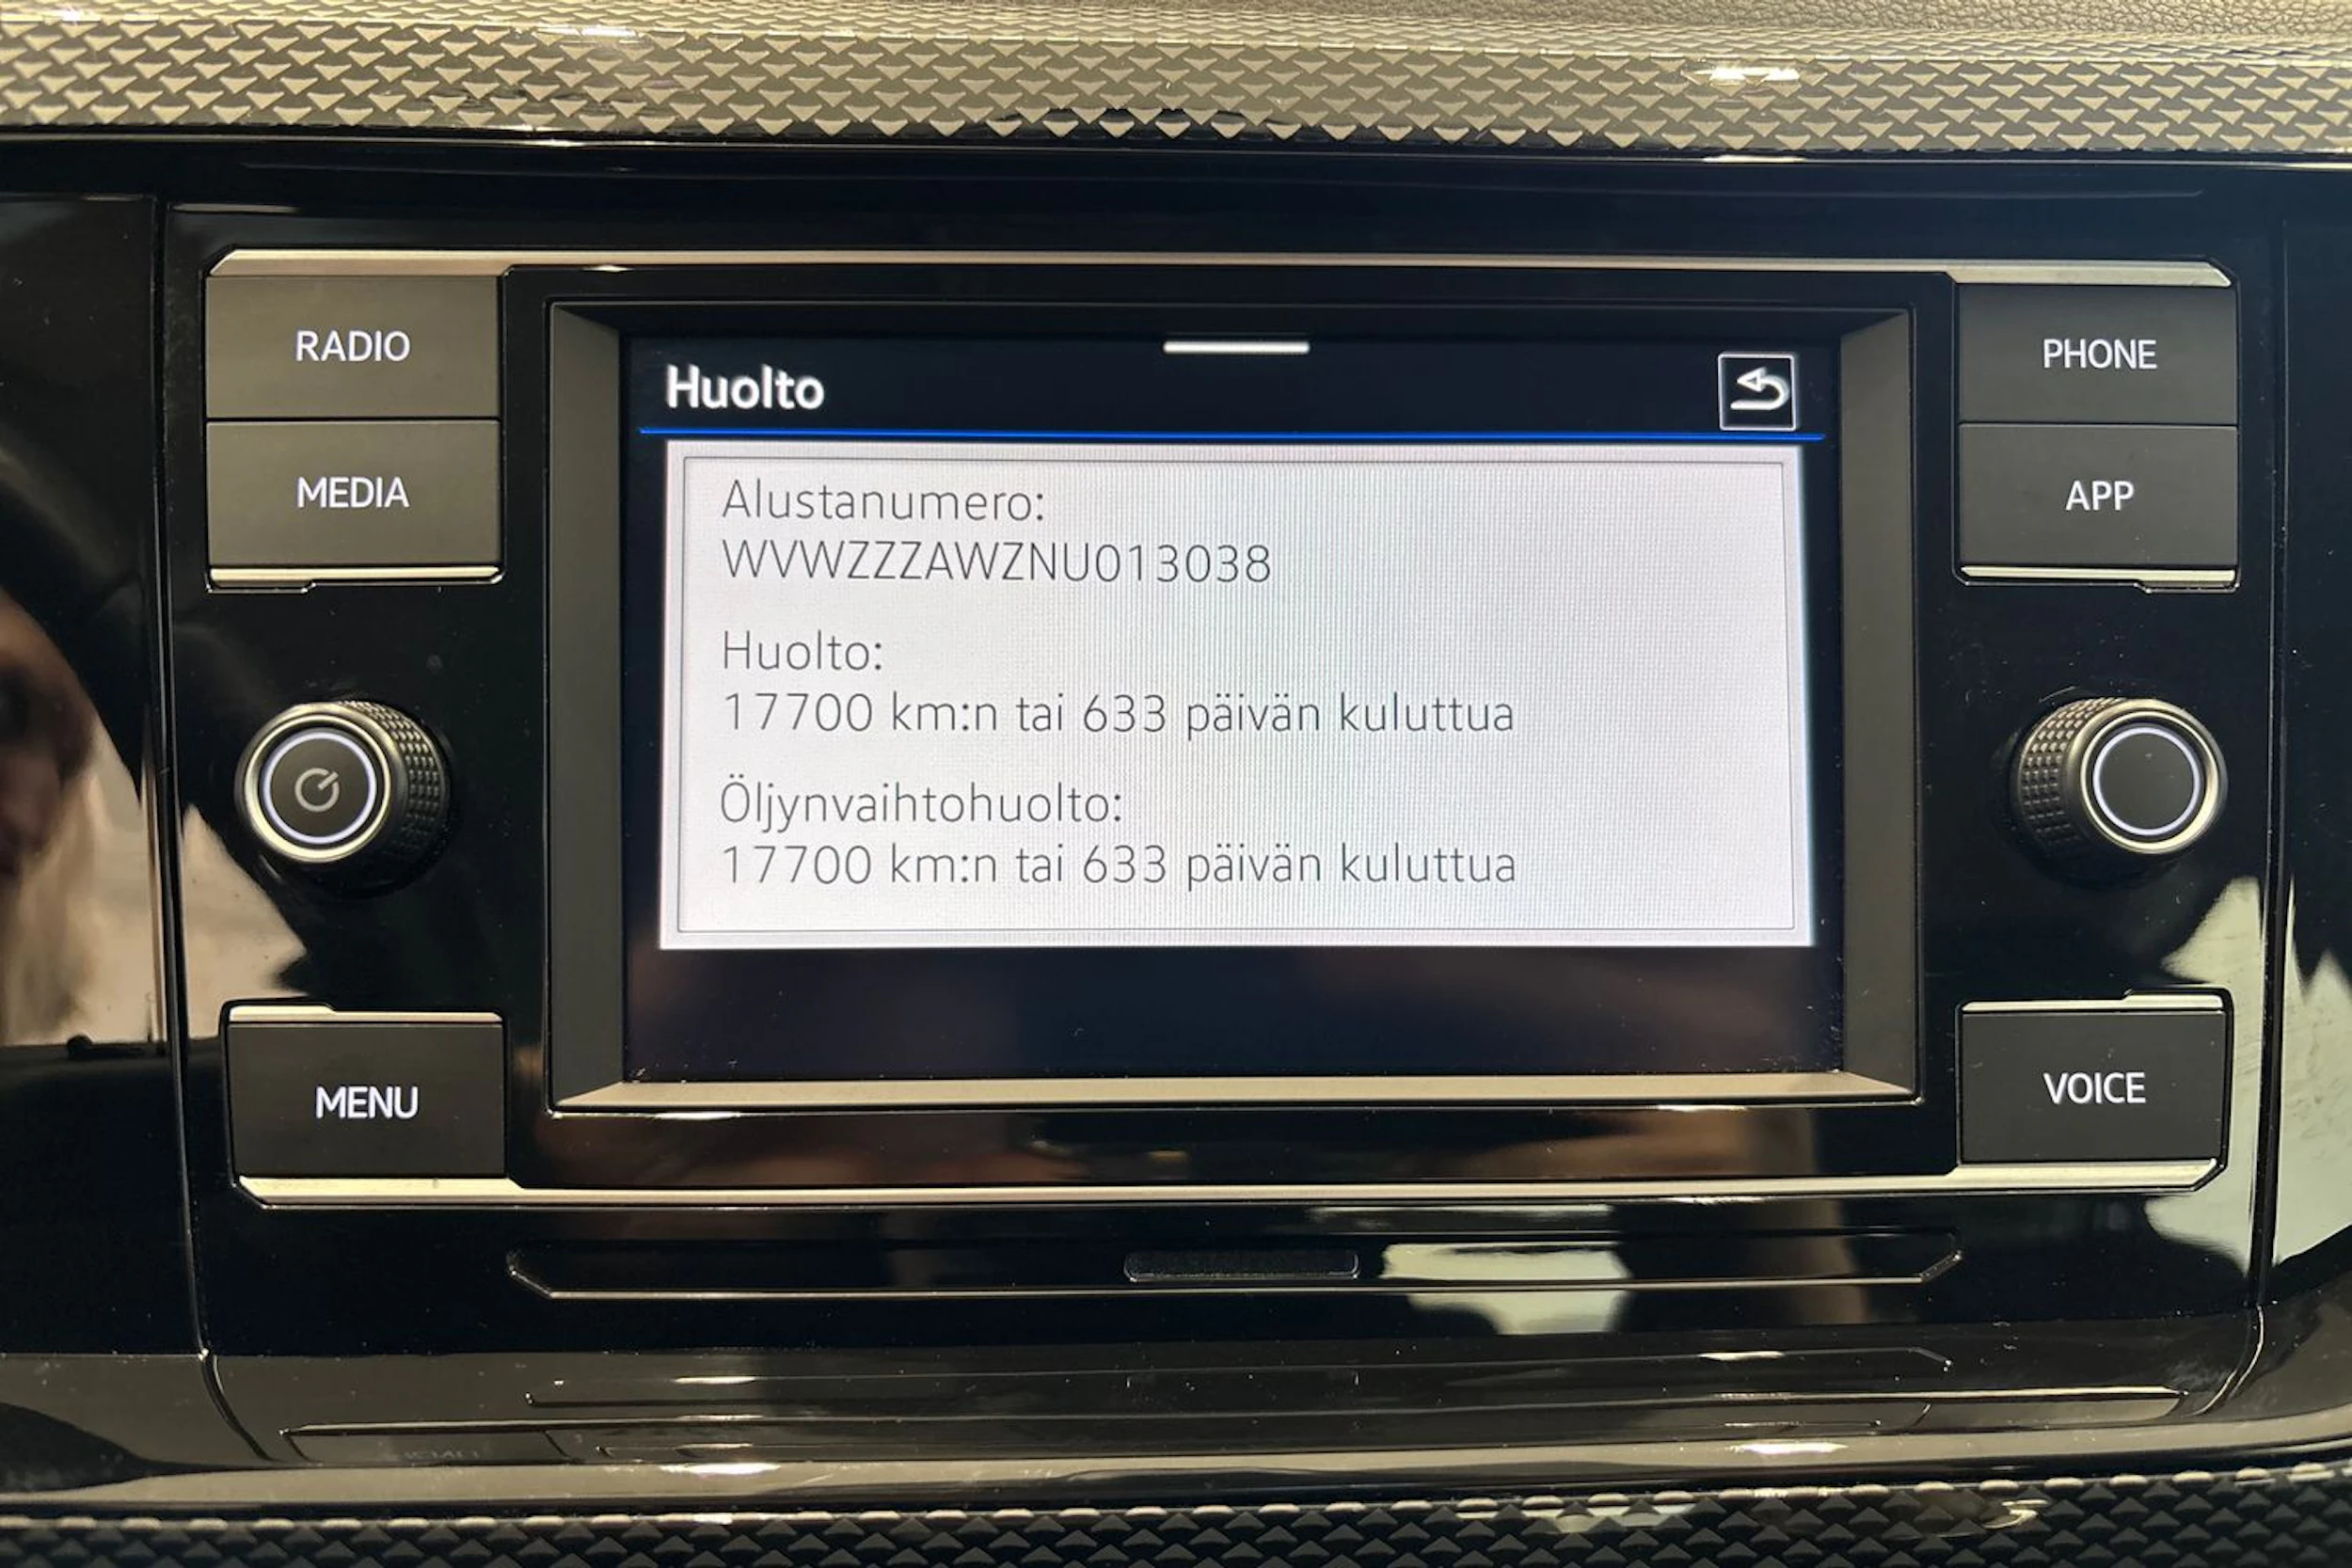 RADIO
MEDIA
MENU
Huolto
Alustanumero:
WVWZZZAWZNU013038
Huolto:
17700 km:n tai 633 päivän kuluttua
Öljynvaihtohuolto:
17700 km:n tai 633 päivän kuluttua
PHONE
APP
VOICE